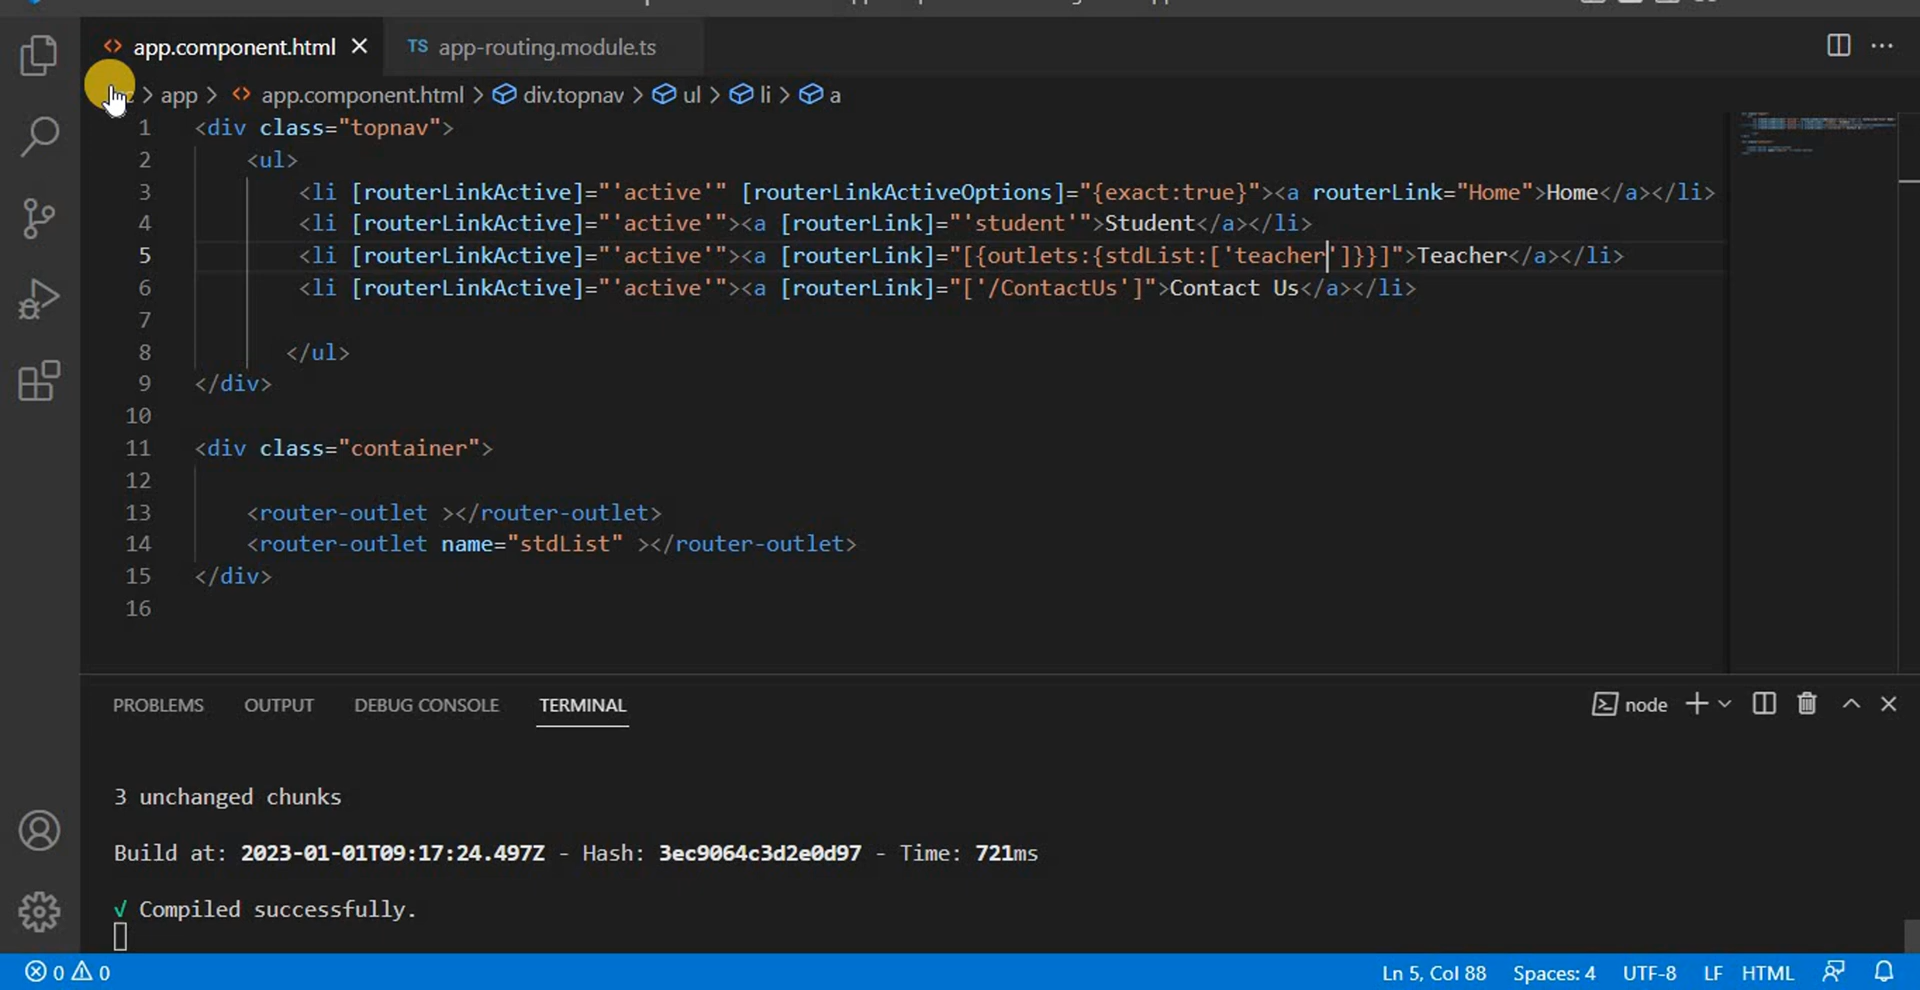 app.component.html
TS app-routing.module.ts
> app > app.component.html > div.topnav > ul > li > a
1 <div class="topnav">
2 <ul>
3 <li [routerLinkActive]="'active'" [routerLinkActiveOptions]="{exact:true}"><a routerLink="Home">Home</a></li>
4 <li [routerLinkActive]="'active'"><a [routerLink]="'student'">Student</a></li>
5 <li [routerLinkActive]="'active'"><a [routerLink]="[{outlets:{stdList:['teacher']}}]">Teacher</a></li>
6 <li [routerLinkActive]="'active'"><a [routerLink]="['/ContactUs']">Contact Us</a></li>
7
8 </ul>
9 </div>
10
11 <div class="container">
12
13 <router-outlet ></router-outlet>
14 <router-outlet name="stdList" ></router-outlet>
15 </div>
16
PROBLEMS OUTPUT DEBUG CONSOLE TERMINAL node
3 unchanged chunks
Build at: 2023-01-01T09:17:24.497Z - Hash: 3ec9064c3d2e0d97 - Time: 721ms
√ Compiled successfully.
0 0 Ln 5, Col 88 Spaces: 4 UTF-8 LF HTML